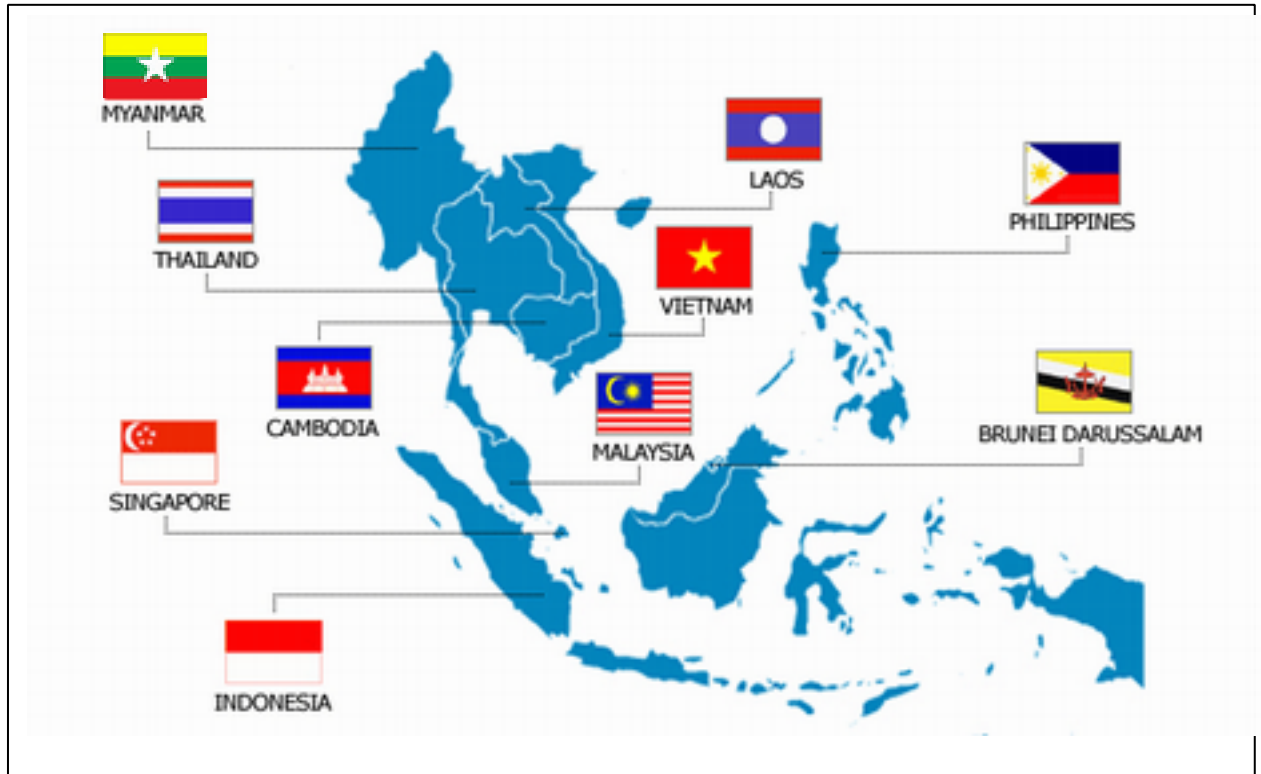 MYANMAR
LAOS
PHILIPPINES
THAILAND
VIETNAM
CAMBODIA
MALAYSIA
BRUNEI DARUSSALAM
SINGAPORE
INDONESIA